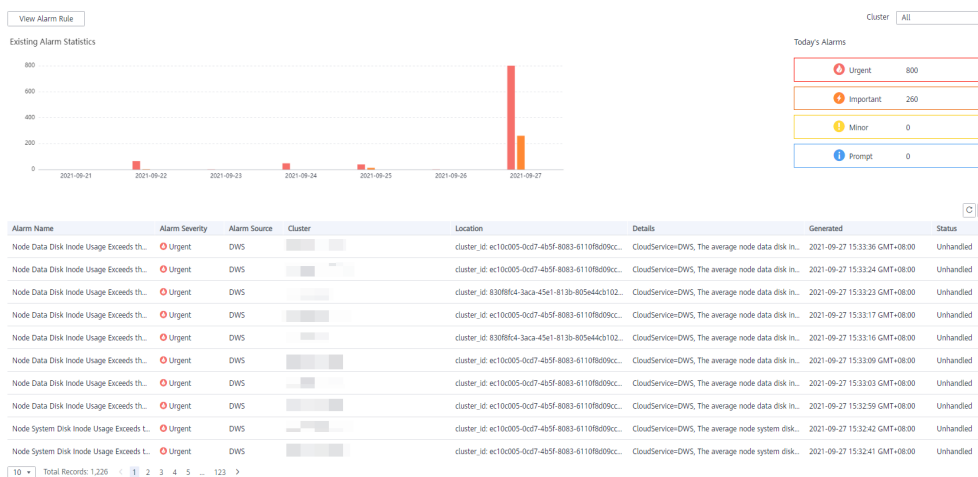 View Alarm Rule
Cluster All
Existing Alarm Statistics
Today's Alarms
800
600
400
200
0
2021-09-21 2021-09-22 2021-09-23 2021-09-24 2021-09-25 2021-09-26 2021-09-27
Urgent 800
Important 260
Minor 0
Prompt 0
Alarm Name Alarm Severity Alarm Source Cluster Location Details Generated Status
Node Data Disk Inode Usage Exceeds th... Urgent DWS cluster_id: ec10c005-0cd7-4b5f-8083-6110f8d09cc... CloudService=DWS, The average node data disk in... 2021-09-27 15:33:36 GMT+08:00 Unhandled
Node Data Disk Inode Usage Exceeds th... Urgent DWS cluster_id: ec10c005-0cd7-4b5f-8083-6110f8d09cc... CloudService=DWS, The average node data disk in... 2021-09-27 15:33:24 GMT+08:00 Unhandled
Node Data Disk Inode Usage Exceeds th... Urgent DWS cluster_id: 830f8fc4-3aca-45e1-813b-805e44cb102... CloudService=DWS, The average node data disk in... 2021-09-27 15:33:23 GMT+08:00 Unhandled
Node Data Disk Inode Usage Exceeds th... Urgent DWS cluster_id: ec10c005-0cd7-4b5f-8083-6110f8d09cc... CloudService=DWS, The average node data disk in... 2021-09-27 15:33:17 GMT+08:00 Unhandled
Node Data Disk Inode Usage Exceeds th... Urgent DWS cluster_id: 830f8fc4-3aca-45e1-813b-805e44cb102... CloudService=DWS, The average node data disk in... 2021-09-27 15:33:16 GMT+08:00 Unhandled
Node Data Disk Inode Usage Exceeds th... Urgent DWS cluster_id: ec10c005-0cd7-4b5f-8083-6110f8d09cc... CloudService=DWS, The average node data disk in... 2021-09-27 15:33:09 GMT+08:00 Unhandled
Node Data Disk Inode Usage Exceeds th... Urgent DWS cluster_id: ec10c005-0cd7-4b5f-8083-6110f8d09cc... CloudService=DWS, The average node data disk in... 2021-09-27 15:33:03 GMT+08:00 Unhandled
Node Data Disk Inode Usage Exceeds th... Urgent DWS cluster_id: ec10c005-0cd7-4b5f-8083-6110f8d09cc... CloudService=DWS, The average node data disk in... 2021-09-27 15:32:59 GMT+08:00 Unhandled
Node System Disk Inode Usage Exceeds t... Urgent DWS cluster_id: ec10c005-0cd7-4b5f-8083-6110f8d09cc... CloudService=DWS, The average node system disk... 2021-09-27 15:32:42 GMT+08:00 Unhandled
Node System Disk Inode Usage Exceeds t... Urgent DWS cluster_id: ec10c005-0cd7-4b5f-8083-6110f8d09cc... CloudService=DWS, The average node system disk... 2021-09-27 15:32:41 GMT+08:00 Unhandled
10 Total Records: 1,226 < 1 2 3 4 5 ... 123 >